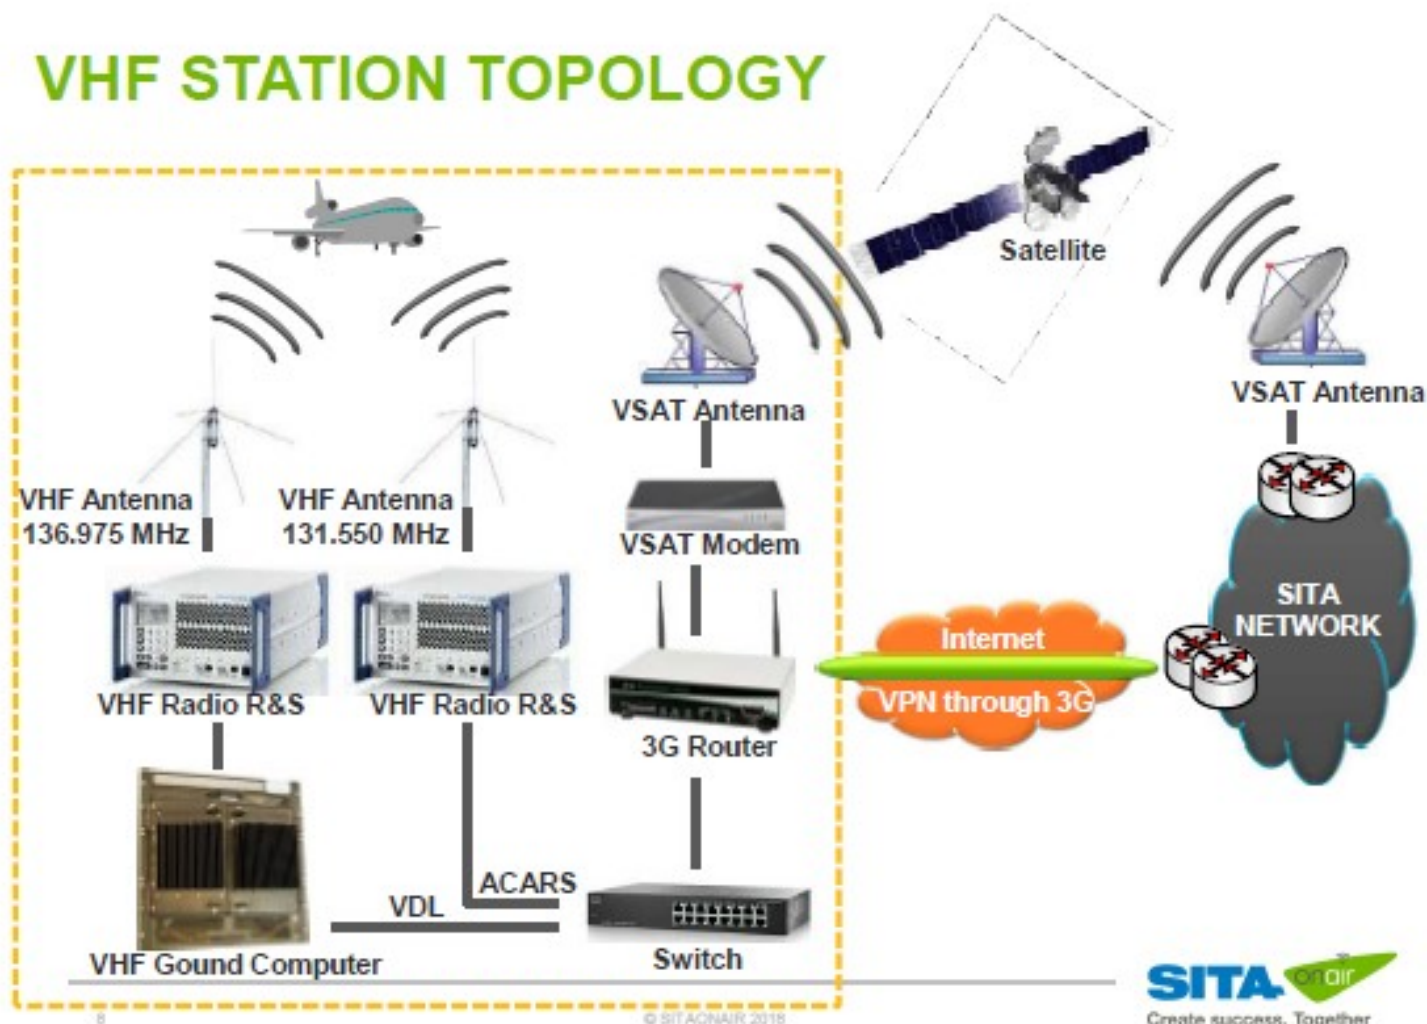 VHF STATION TOPOLOGY
Satellite
VSAT Antenna
VSAT Antenna
VHF Antenna
136.975 MHz
VHF Antenna
131.550 MHz
VSAT Modem
SITA
NETWORK
Internet
VPN through 3G
VHF Radio R&S
VHF Radio R&S
3G Router
ACARS
VDL
VHF Gound Computer
Switch
SITA onair
Create success. Together
8
© SITAONAIR 2018